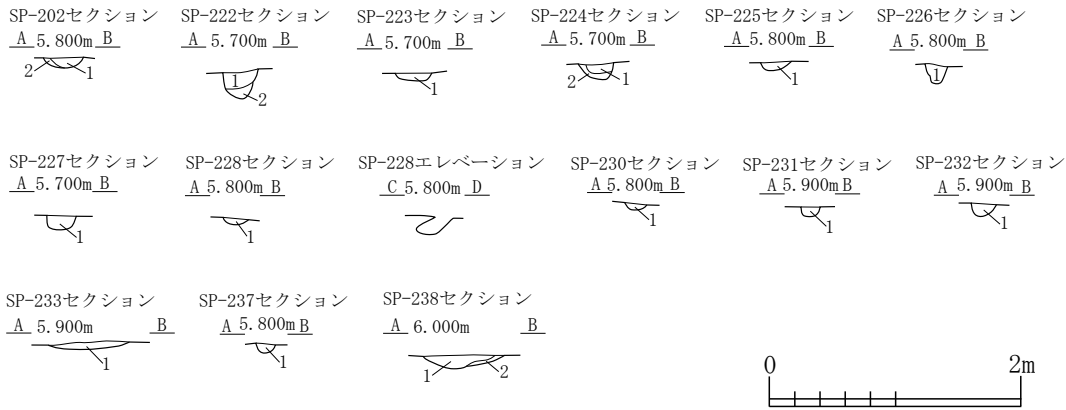 SP-202セクション SP-222セクション SP-223セクション SP-224セクション SP-225セクション SP-226セクション
A 5.800m B A 5.700m B A 5.700m B A 5.700m B A 5.800m B A 5.800m B
2 1 1 2 1 2 1 1 1
SP-227セクション SP-228セクション SP-228エレベーション SP-230セクション SP-231セクション SP-232セクション
A 5.700m B A 5.800m B C 5.800m D A 5.800m B A 5.900m B A 5.900m B
1 1 1 1 1
SP-233セクション SP-237セクション SP-238セクション
A 5.900m B A 5.800m B A 6.000m B
1 1 1 2
0 2m